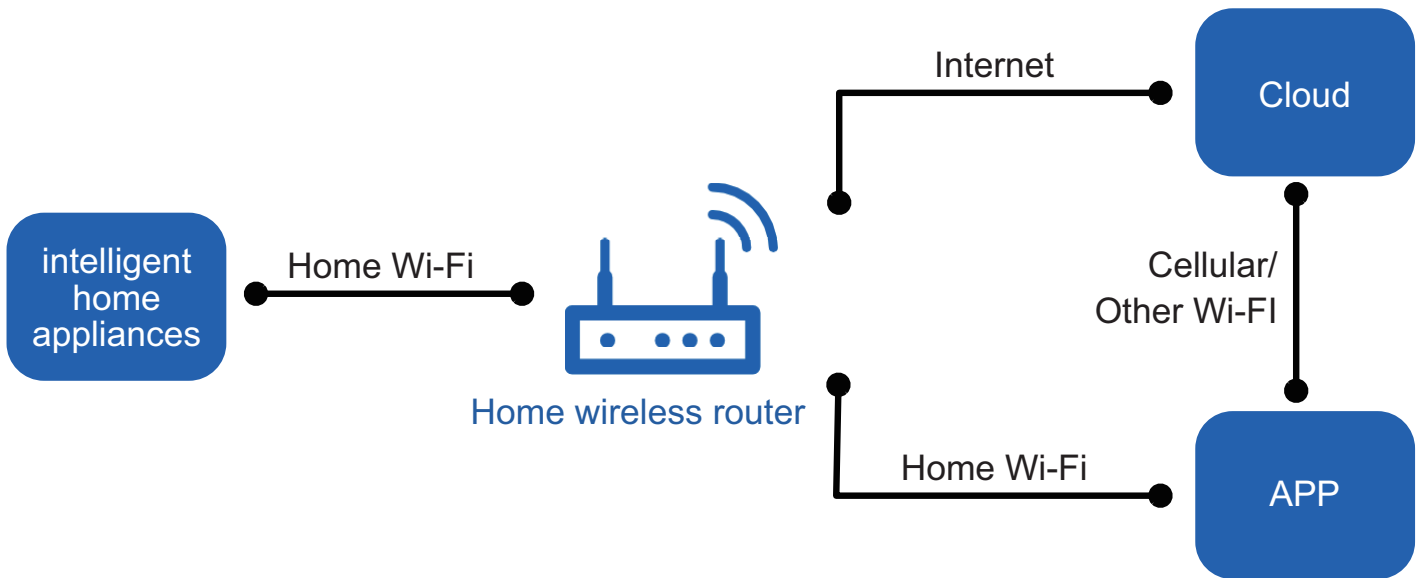 Internet
Cloud
intelligent
home
appliances
Home Wi-Fi
Cellular/
Other Wi-FI
Home wireless router
Home Wi-Fi
APP